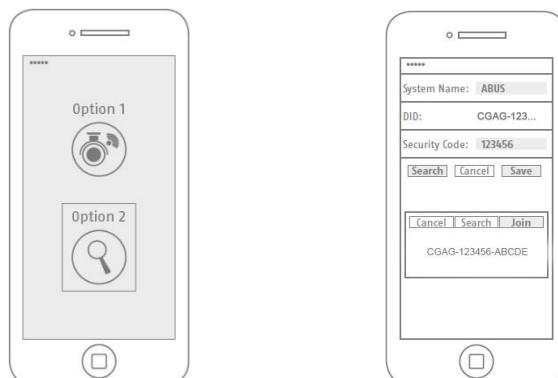 •••••
Option 1
Option 2
•••••
System Name: ABUS
DID: CGAG-123...
Security Code: 123456
Search Cancel Save
Cancel Search Join
CGAG-123456-ABCDE